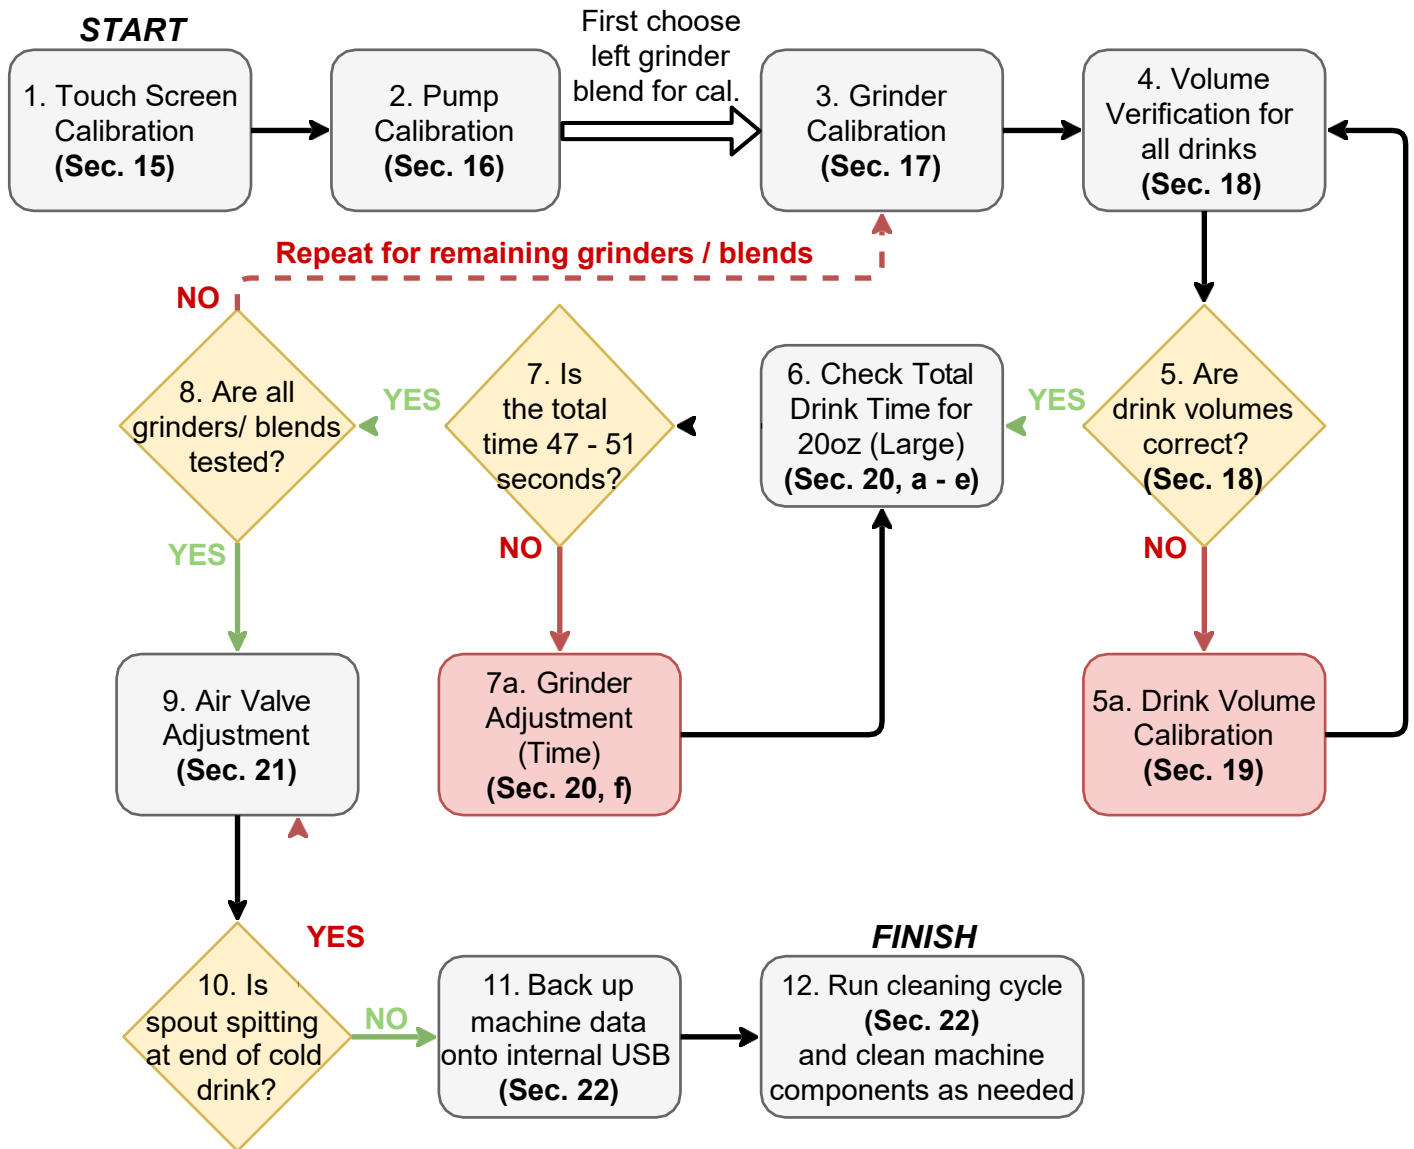 START
1. Touch Screen
Calibration
(Sec. 15)
2. Pump
Calibration
(Sec. 16)
First choose
left grinder
blend for cal.
3. Grinder
Calibration
(Sec. 17)
4. Volume
Verification for
all drinks
(Sec. 18)
Repeat for remaining grinders / blends
NO
8. Are all
grinders/ blends
tested?
YES
7. Is
the total
time 47 - 51
seconds?
6. Check Total
Drink Time for
20oz (Large)
(Sec. 20, a - e)
YES
5. Are
drink volumes
correct?
(Sec. 18)
YES
NO
NO
9. Air Valve
Adjustment
(Sec. 21)
7a. Grinder
Adjustment
(Time)
(Sec. 20, f)
5a. Drink Volume
Calibration
(Sec. 19)
YES
10. Is
spout spitting
at end of cold
drink?
NO
11. Back up
machine data
onto internal USB
(Sec. 22)
FINISH
12. Run cleaning cycle
(Sec. 22)
and clean machine
components as needed